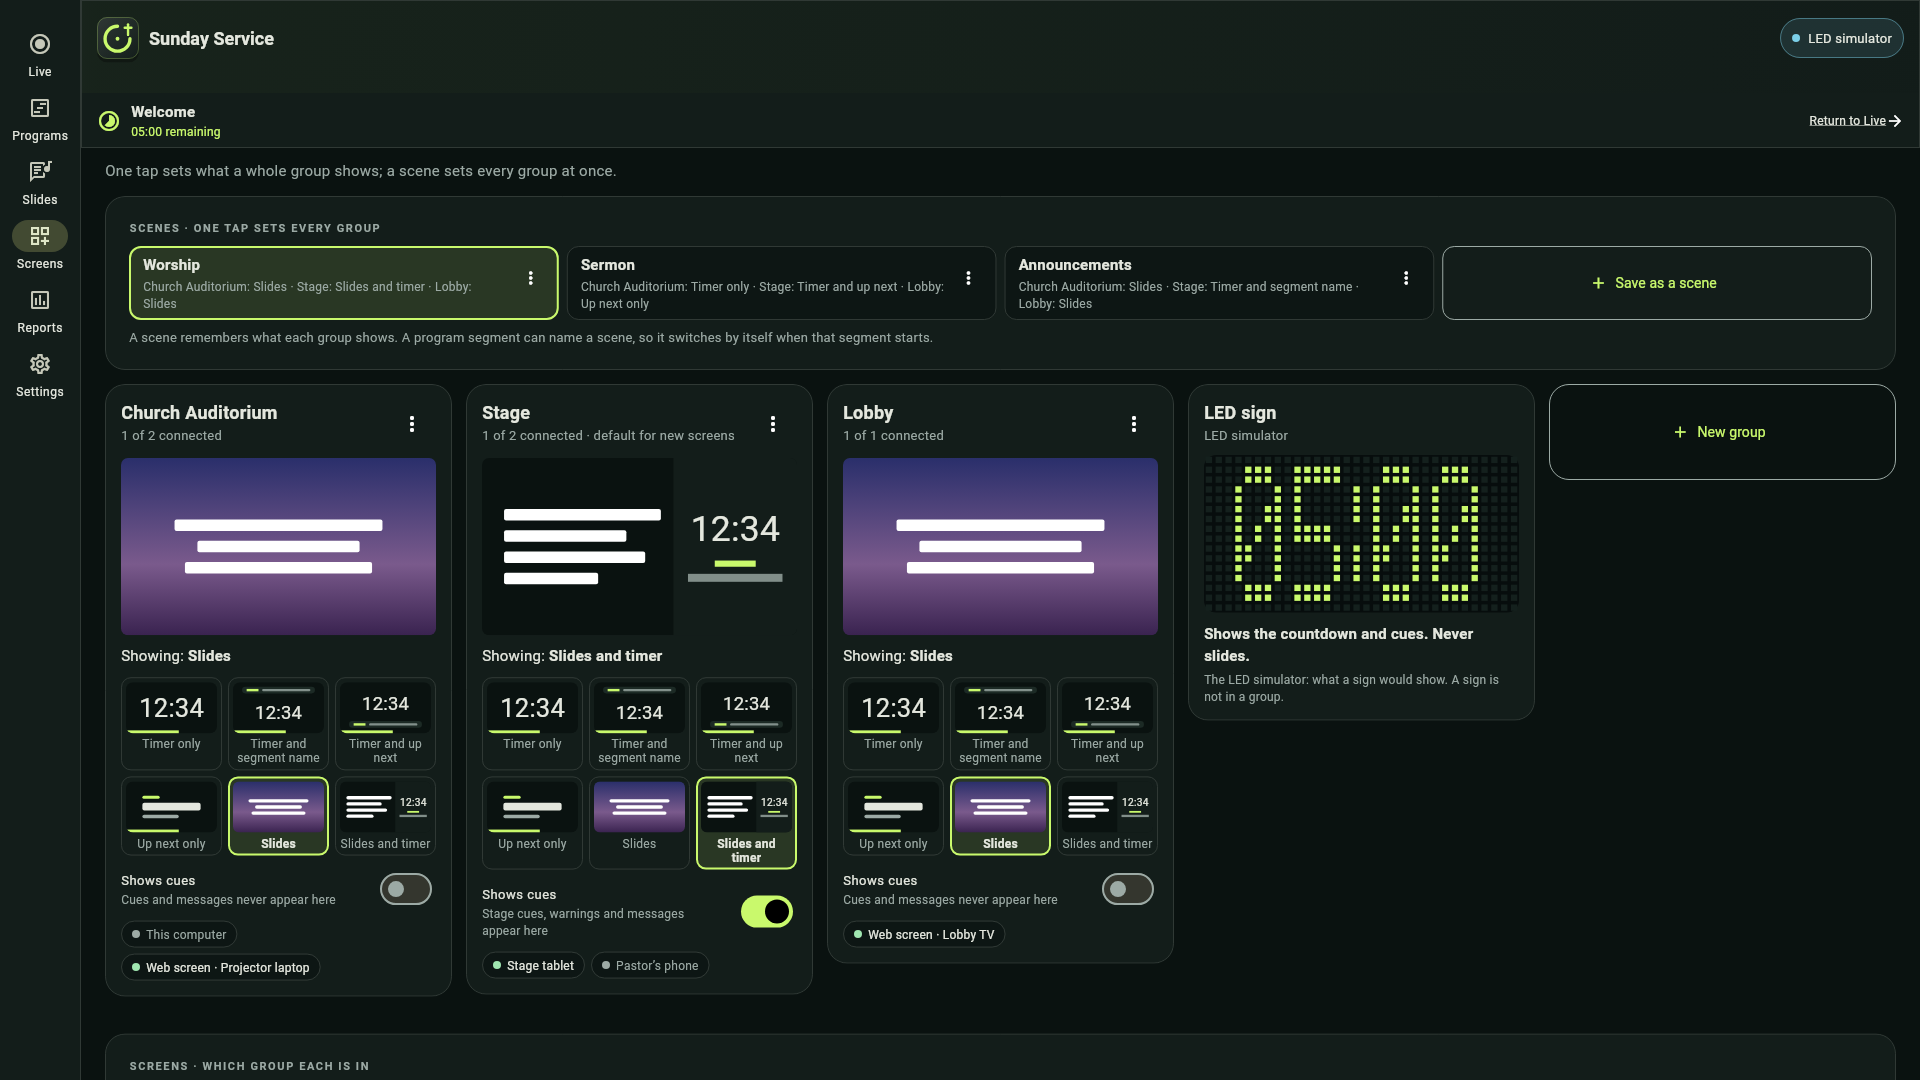 Live
Programs
Slides
Screens
Reports
Settings
Sunday Service
LED simulator
Welcome
05:00 remaining
Return to Live
One tap sets what a whole group shows; a scene sets every group at once.
SCENES · ONE TAP SETS EVERY GROUP
Worship
Church Auditorium: Slides · Stage: Slides and timer · Lobby:
Slides
Sermon
Church Auditorium: Timer only · Stage: Timer and up next · Lobby:
Up next only
Announcements
Church Auditorium: Slides · Stage: Timer and segment name ·
Lobby: Slides
+ Save as a scene
A scene remembers what each group shows. A program segment can name a scene, so it switches by itself when that segment starts.
Church Auditorium
1 of 2 connected
Showing: Slides
12:34
Timer only
12:34
Timer and
segment name
12:34
Timer and up
next
Up next only
Slides
12:34
Slides and timer
Shows cues
Cues and messages never appear here
This computer
Web screen · Projector laptop
Stage
1 of 2 connected · default for new screens
12:34
Showing: Slides and timer
12:34
Timer only
12:34
Timer and
segment name
12:34
Timer and up
next
Up next only
Slides
12:34
Slides and
timer
Shows cues
Stage cues, warnings and messages
appear here
Stage tablet
Pastor's phone
Lobby
1 of 1 connected
Showing: Slides
12:34
Timer only
12:34
Timer and
segment name
12:34
Timer and up
next
Up next only
Slides
12:34
Slides and timer
Shows cues
Cues and messages never appear here
Web screen · Lobby TV
LED sign
LED simulator
05:00
Shows the countdown and cues. Never
slides.
The LED simulator: what a sign would show. A sign is
not in a group.
+ New group
SCREENS · WHICH GROUP EACH IS IN